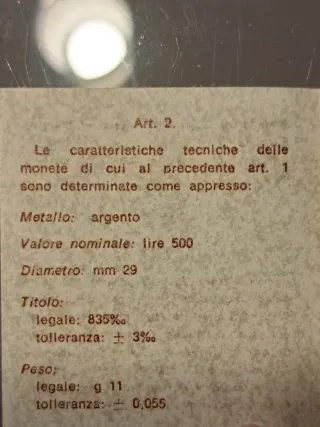 Art. 2.
Le caratteristiche tecniche delle
monete di cui al precedente art. 1
sono determinate come appresso:
Metallo: argento
Valore nominale: lire 500
Diametro: mm 29
Titolo:
legale: 835‰
tolleranza: ± 3‰
Peso:
legale: g 11
tolleranza: ± 0,055